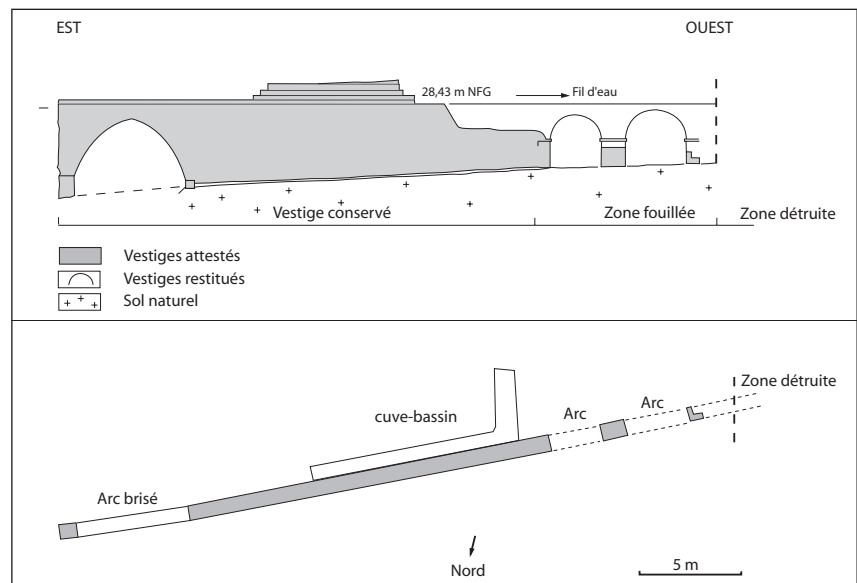 EST
OUEST
28,43 m NFG
Fil d'eau
Vestige conservé
Zone fouillée
Zone détruite
Vestiges attestés
Vestiges restitués
Sol naturel
Zone détruite
Arc
Arc
cuve-bassin
Arc brisé
Nord
5 m